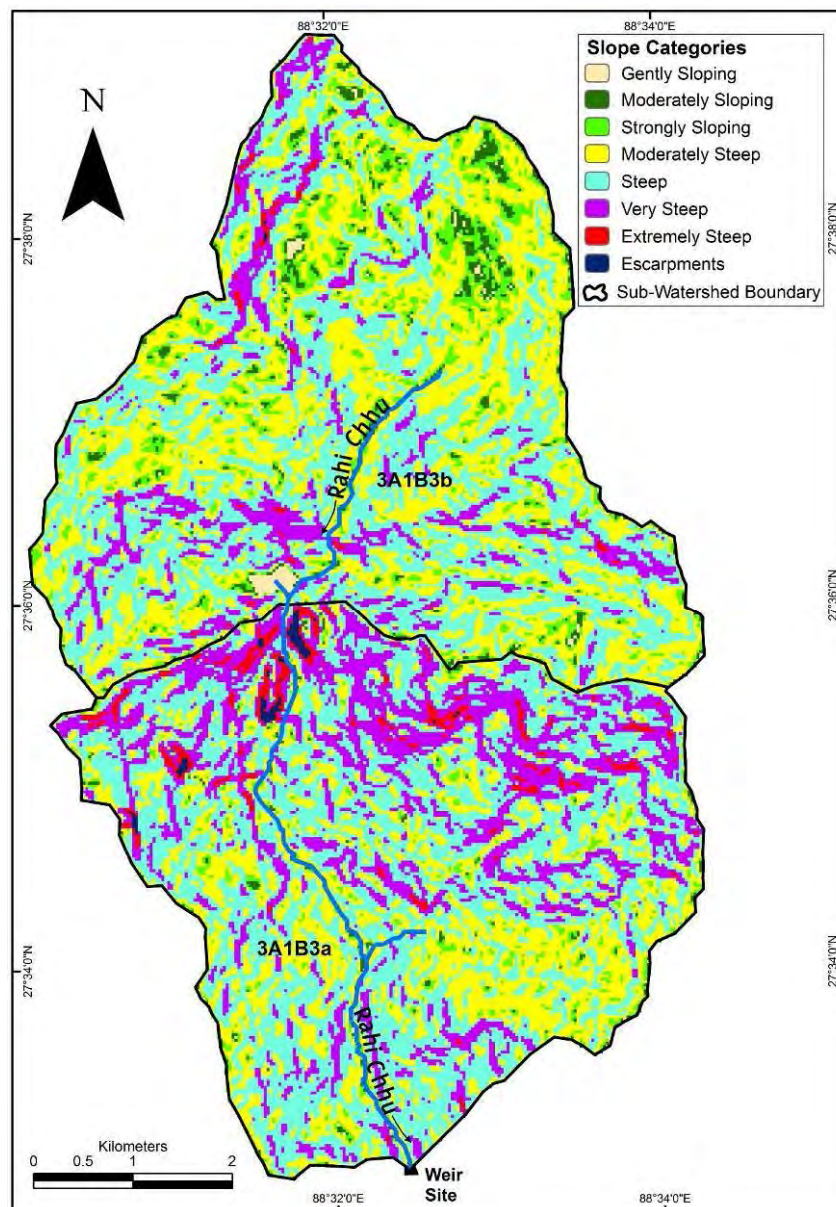 88°32'0"E
88°34'0"E
Slope Categories
Gently Sloping
Moderately Sloping
Strongly Sloping
Moderately Steep
Steep
Very Steep
Extremely Steep
Escarpments
Sub-Watershed Boundary
N
27°38'0"N
27°38'0"N
Rahi Chhu
3A1B3b
27°36'0"N
27°36'0"N
3A1B3a
27°34'0"N
27°34'0"N
Rahi Chhu
Kilometers
0 0.5 1 2
Weir
Site
88°32'0"E
88°34'0"E